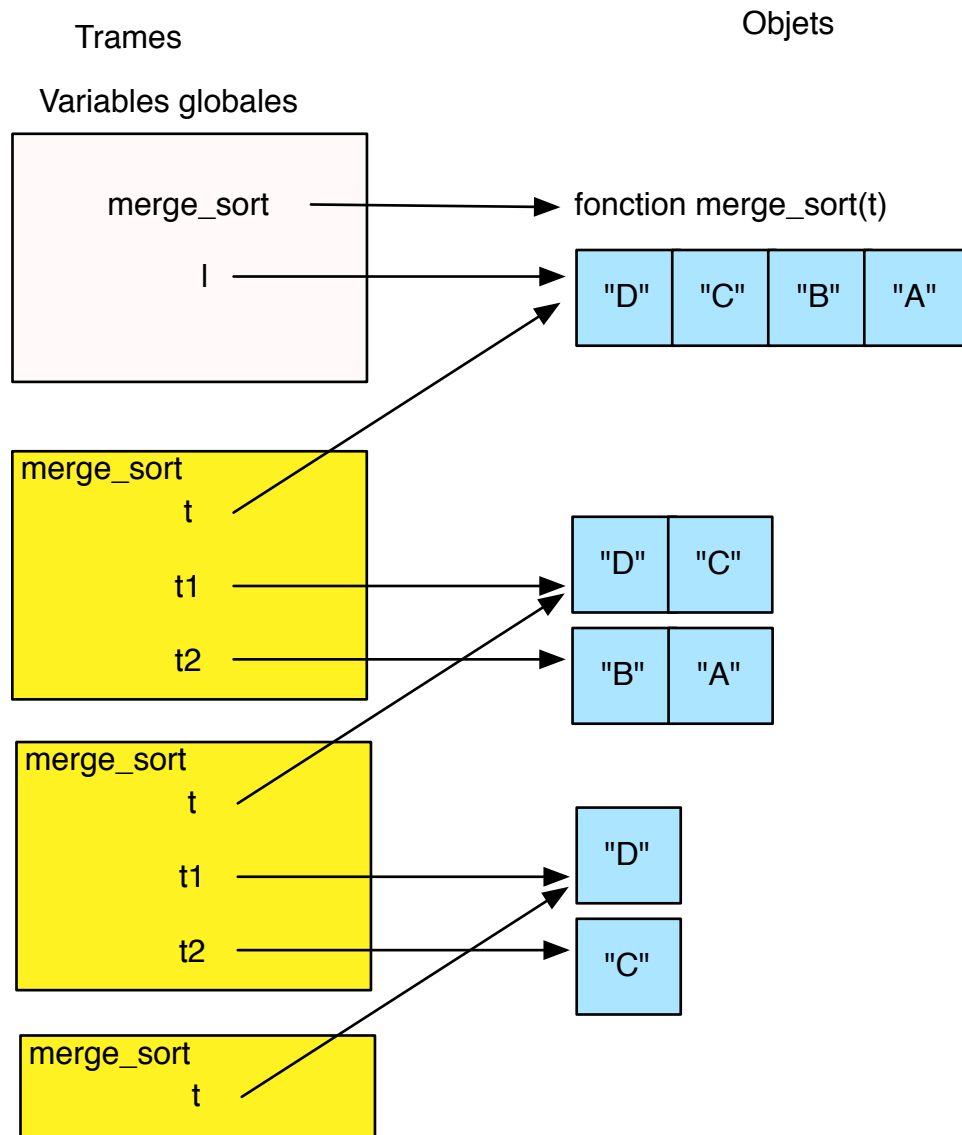 Trames
Objets
Variables globales
merge_sort
fonction merge_sort(t)
l
"D" "C" "B" "A"
merge_sort
t
t1
"D" "C"
t2
"B" "A"
merge_sort
t
t1
"D"
t2
"C"
merge_sort
t